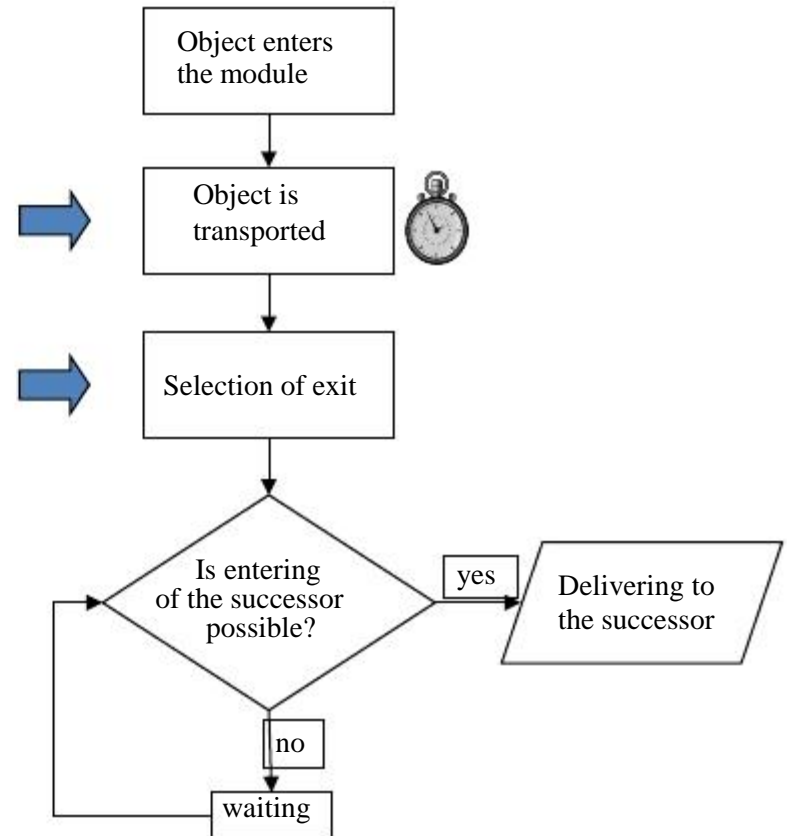 Object enters
the module
Object is
transported
Selection of exit
Is entering
of the successor
possible?
yes
Delivering to
the successor
no
waiting